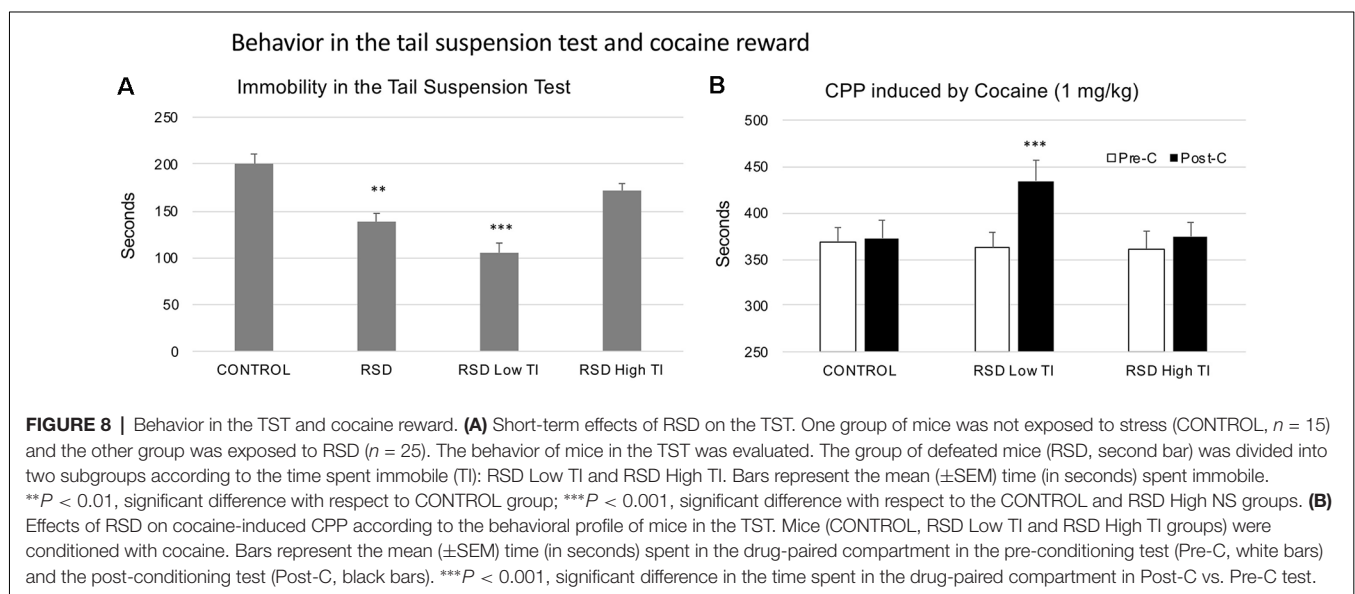 Behavior in the tail suspension test and cocaine reward
A
Immobility in the Tail Suspension Test
250
200
150
100
50
0
Seconds
**
***
CONTROL
RSD
RSD Low TI
RSD High TI
B
CPP induced by Cocaine (1 mg/kg)
500
450
400
350
300
250
Seconds
***
Pre-C
Post-C
CONTROL
RSD Low TI
RSD High TI
FIGURE 8 | Behavior in the TST and cocaine reward. (A) Short-term effects of RSD on the TST. One group of mice was not exposed to stress (CONTROL, n = 15)
and the other group was exposed to RSD (n = 25). The behavior of mice in the TST was evaluated. The group of defeated mice (RSD, second bar) was divided into
two subgroups according to the time spent immobile (TI): RSD Low TI and RSD High TI. Bars represent the mean (±SEM) time (in seconds) spent immobile.
**P < 0.01, significant difference with respect to CONTROL group; ***P < 0.001, significant difference with respect to the CONTROL and RSD High NS groups. (B)
Effects of RSD on cocaine-induced CPP according to the behavioral profile of mice in the TST. Mice (CONTROL, RSD Low TI and RSD High TI groups) were
conditioned with cocaine. Bars represent the mean (±SEM) time (in seconds) spent in the drug-paired compartment in the pre-conditioning test (Pre-C, white bars)
and the post-conditioning test (Post-C, black bars). ***P < 0.001, significant difference in the time spent in the drug-paired compartment in Post-C vs. Pre-C test.